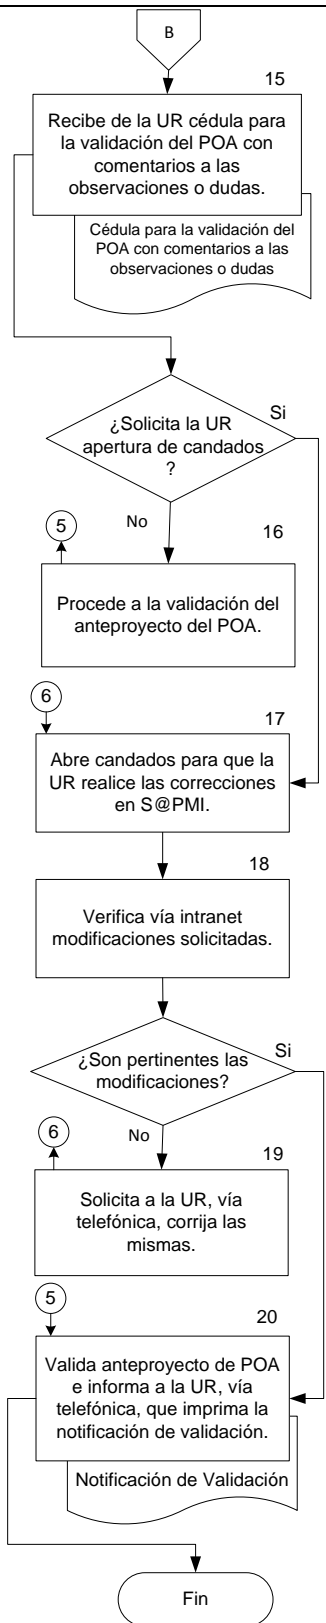 B
15
Recibe de la UR cédula para
la validación del POA con
comentarios a las
observaciones o dudas.
Cédula para la validación del
POA con comentarios a las
observaciones o dudas
¿Solicita la UR
apertura de candados
?
Si
No
5
16
Procede a la validación del
anteproyecto del POA.
6
17
Abre candados para que la
UR realice las correcciones
en S@PMI.
18
Verifica vía intranet
modificaciones solicitadas.
¿Son pertinentes las
modificaciones?
Si
No
6
19
Solicita a la UR, vía
telefónica, corrija las
mismas.
5
20
Valida anteproyecto de POA
e informa a la UR, vía
telefónica, que imprima la
notificación de validación.
Notificación de Validación
Fin